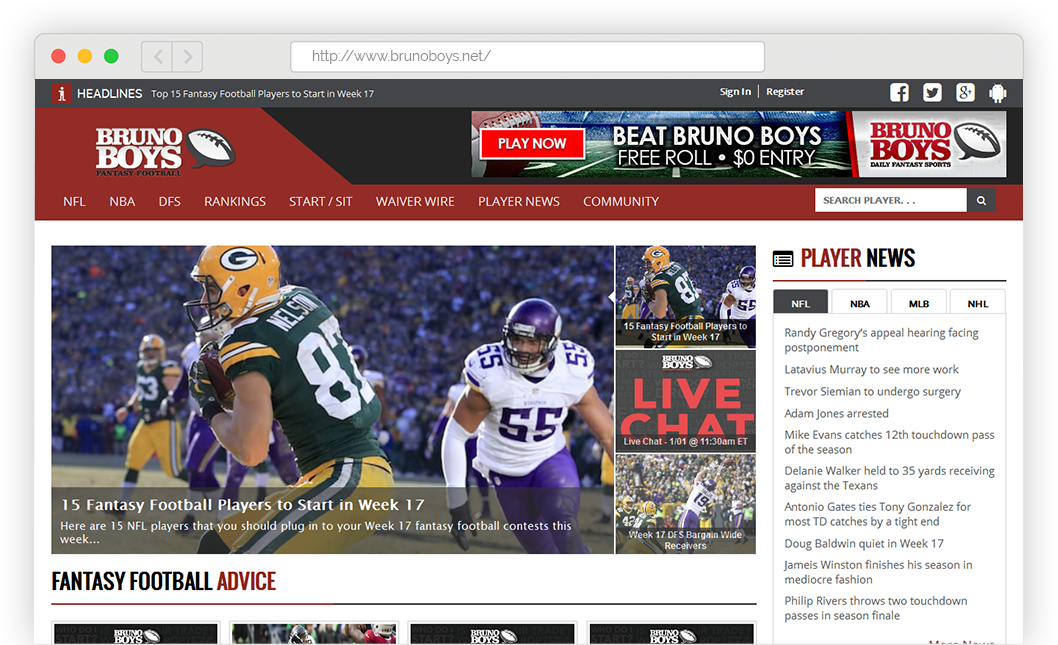 http://www.brunoboys.net/
HEADLINES Top 15 Fantasy Football Players to Start in Week 17
Sign In | Register
BRUNO
BOYS
FANTASY FOOTBALL
PLAY NOW
BEAT BRUNO BOYS
FREE ROLL • $0 ENTRY
BRUNO
BOYS
DAILY FANTASY SPORTS
NFL NBA DFS RANKINGS START / SIT WAIVER WIRE PLAYER NEWS COMMUNITY
SEARCH PLAYER. . .
NELSON
87
55
55
VIKINGS
15 Fantasy Football Players to Start in Week 17
Here are 15 NFL players that you should plug in to your Week 17 fantasy football contests this
week...
15 Fantasy Football Players to
Start in Week 17
BRUNO
BOYS
LIVE
CHAT
Live Chat - 1/01 @ 11:30am ET
19
Week 17 DFS Bargain Wide
Receivers
PLAYER NEWS
NFL NBA MLB NHL
Randy Gregory's appeal hearing facing
postponement
Latavius Murray to see more work
Trevor Siemian to undergo surgery
Adam Jones arrested
Mike Evans catches 12th touchdown pass
of the season
Delanie Walker held to 35 yards receiving
against the Texans
Antonio Gates ties Tony Gonzalez for
most TD catches by a tight end
Doug Baldwin quiet in Week 17
Jameis Winston finishes his season in
mediocre fashion
Philip Rivers throws two touchdown
passes in season finale
More News
FANTASY FOOTBALL ADVICE
BRUNO
BOYS
BRUNO
BOYS
BRUNO
BOYS